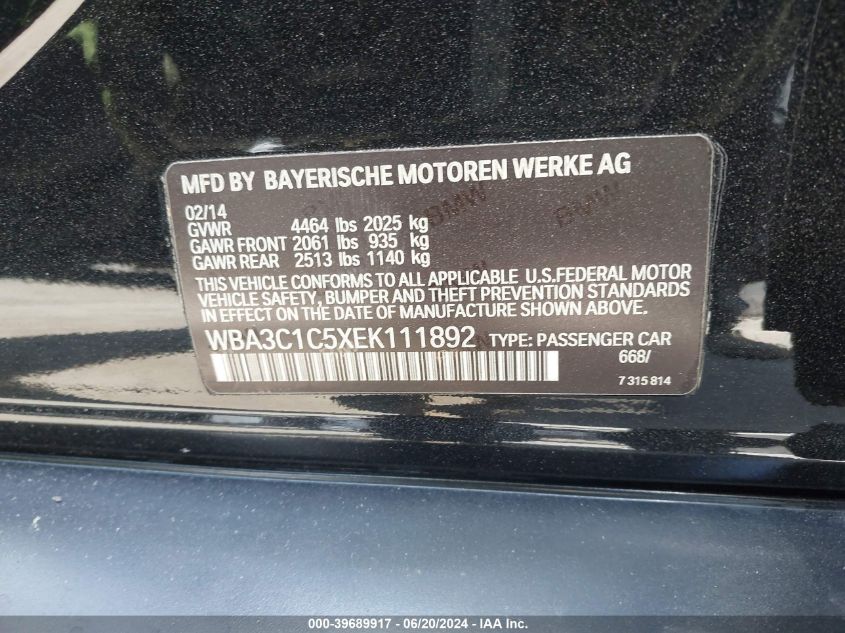 MFD BY BAYERISCHE MOTOREN WERKE AG
02/14
GVWR 4464 lbs 2025 kg
GAWR FRONT 2061 lbs 935 kg
GAWR REAR 2513 lbs 1140 kg
THIS VEHICLE CONFORMS TO ALL APPLICABLE U.S.FEDERAL MOTOR
VEHICLE SAFETY, BUMPER AND THEFT PREVENTION STANDARDS
IN EFFECT ON DATE OF MANUFACTURE SHOWN ABOVE.
WBA3C1C5XEK111892 TYPE: PASSENGER CAR
668/
7 315 814
BMW
BMW
000-39689917 - 06/20/2024 - IAA Inc.